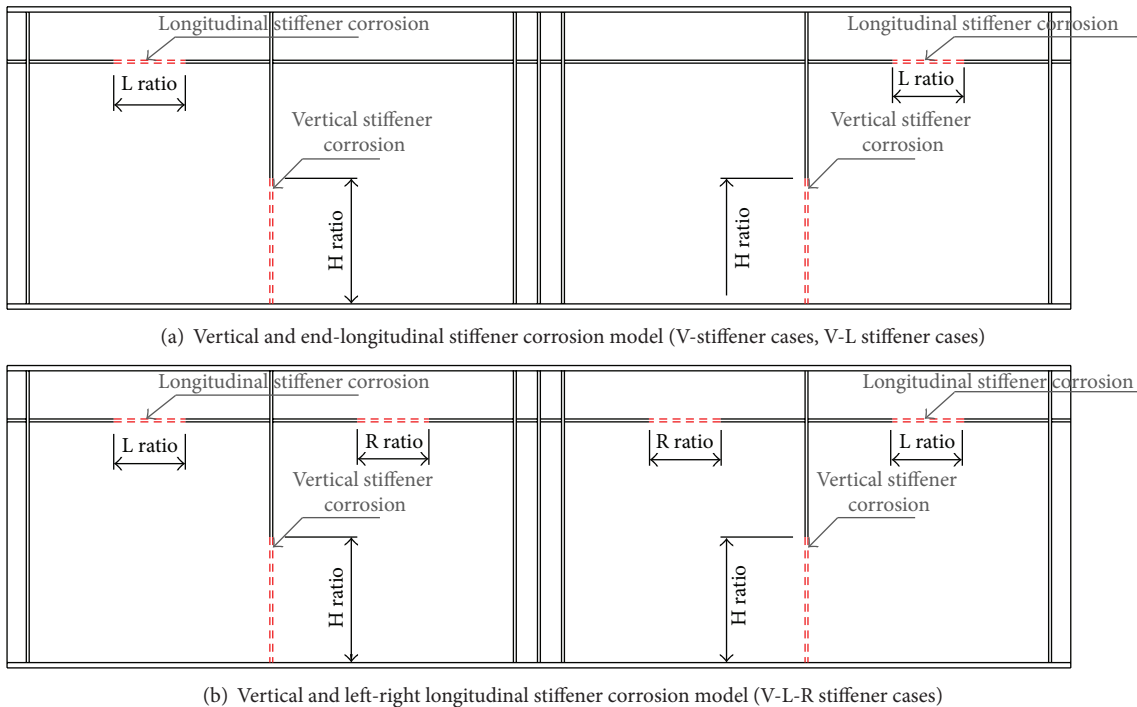 Longitudinal stiffener corrosion
Longitudinal stiffener corrosion
L ratio
L ratio
Vertical stiffener
corrosion
Vertical stiffener
corrosion
H ratio
H ratio
(a) Vertical and end-longitudinal stiffener corrosion model (V-stiffener cases, V-L stiffener cases)
Longitudinal stiffener corrosion
Longitudinal stiffener corrosion
L ratio
R ratio
R ratio
L ratio
Vertical stiffener
corrosion
Vertical stiffener
corrosion
H ratio
H ratio
(b) Vertical and left-right longitudinal stiffener corrosion model (V-L-R stiffener cases)